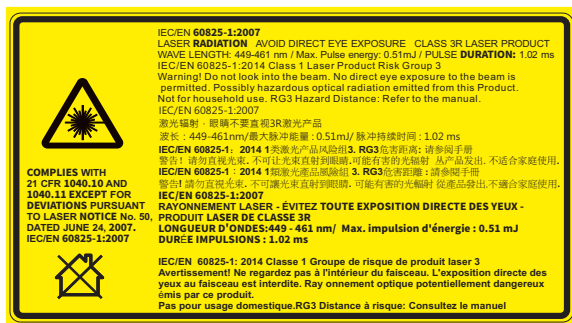 IEC/EN 60825-1:2007
LASER RADIATION AVOID DIRECT EYE EXPOSURE CLASS 3R LASER PRODUCT
WAVE LENGTH: 449-461 nm / Max. Pulse energy: 0.51mJ / PULSE DURATION: 1.02 ms
IEC/EN 60825-1:2014 Class 1 Laser Product Risk Group 3
Warning! Do not look into the beam. No direct eye exposure to the beam is
permitted. Possibly hazardous optical radiation emitted from this Product.
Not for household use. RG3 Hazard Distance: Refer to the manual.
IEC/EN 60825-1:2007
激光辐射，眼睛不要直视3R激光产品
波长：449-461nm/最大脉冲能量：0.51mJ/ 脉冲持续时间：1.02 ms
IEC/EN 60825-1：2014 1类激光产品风险组3. RG3危害距离: 请参阅手册
警告！请勿直视光束. 不可让光束直射到眼睛.可能有害的光辐射 从产品发出. 不适合家庭使用.
IEC/EN 60825-1：2014 1類激光產品風險組 3. RG3危害距離：請參閱手冊
警告! 請勿直視光束. 不可讓光束直射到眼睛. 可能有害的光輻射 從產品發出.不適合家庭使用.
IEC/EN 60825-1:2007
RAYONNEMENT LASER - ÉVITEZ TOUTE EXPOSITION DIRECTE DES YEUX -
PRODUIT LASER DE CLASSE 3R
LONGUEUR D'ONDES:449 - 461 nm/ Max. impulsion d'énergie : 0.51 mJ
DURÉE IMPULSIONS : 1.02 ms
IEC/EN 60825-1: 2014 Classe 1 Groupe de risque de produit laser 3
Avertissement! Ne regardez pas à l'intérieur du faisceau. L'exposition directe des
yeux au faisceau est interdite. Ray onnement optique potentiellement dangereux
émis par ce produit.
Pas pour usage domestique.RG3 Distance à risque: Consultez le manuel
COMPLIES WITH
21 CFR 1040.10 AND
1040.11 EXCEPT FOR
DEVIATIONS PURSUANT
TO LASER NOTICE No. 50,
DATED JUNE 24, 2007.
IEC/EN 60825-1:2007